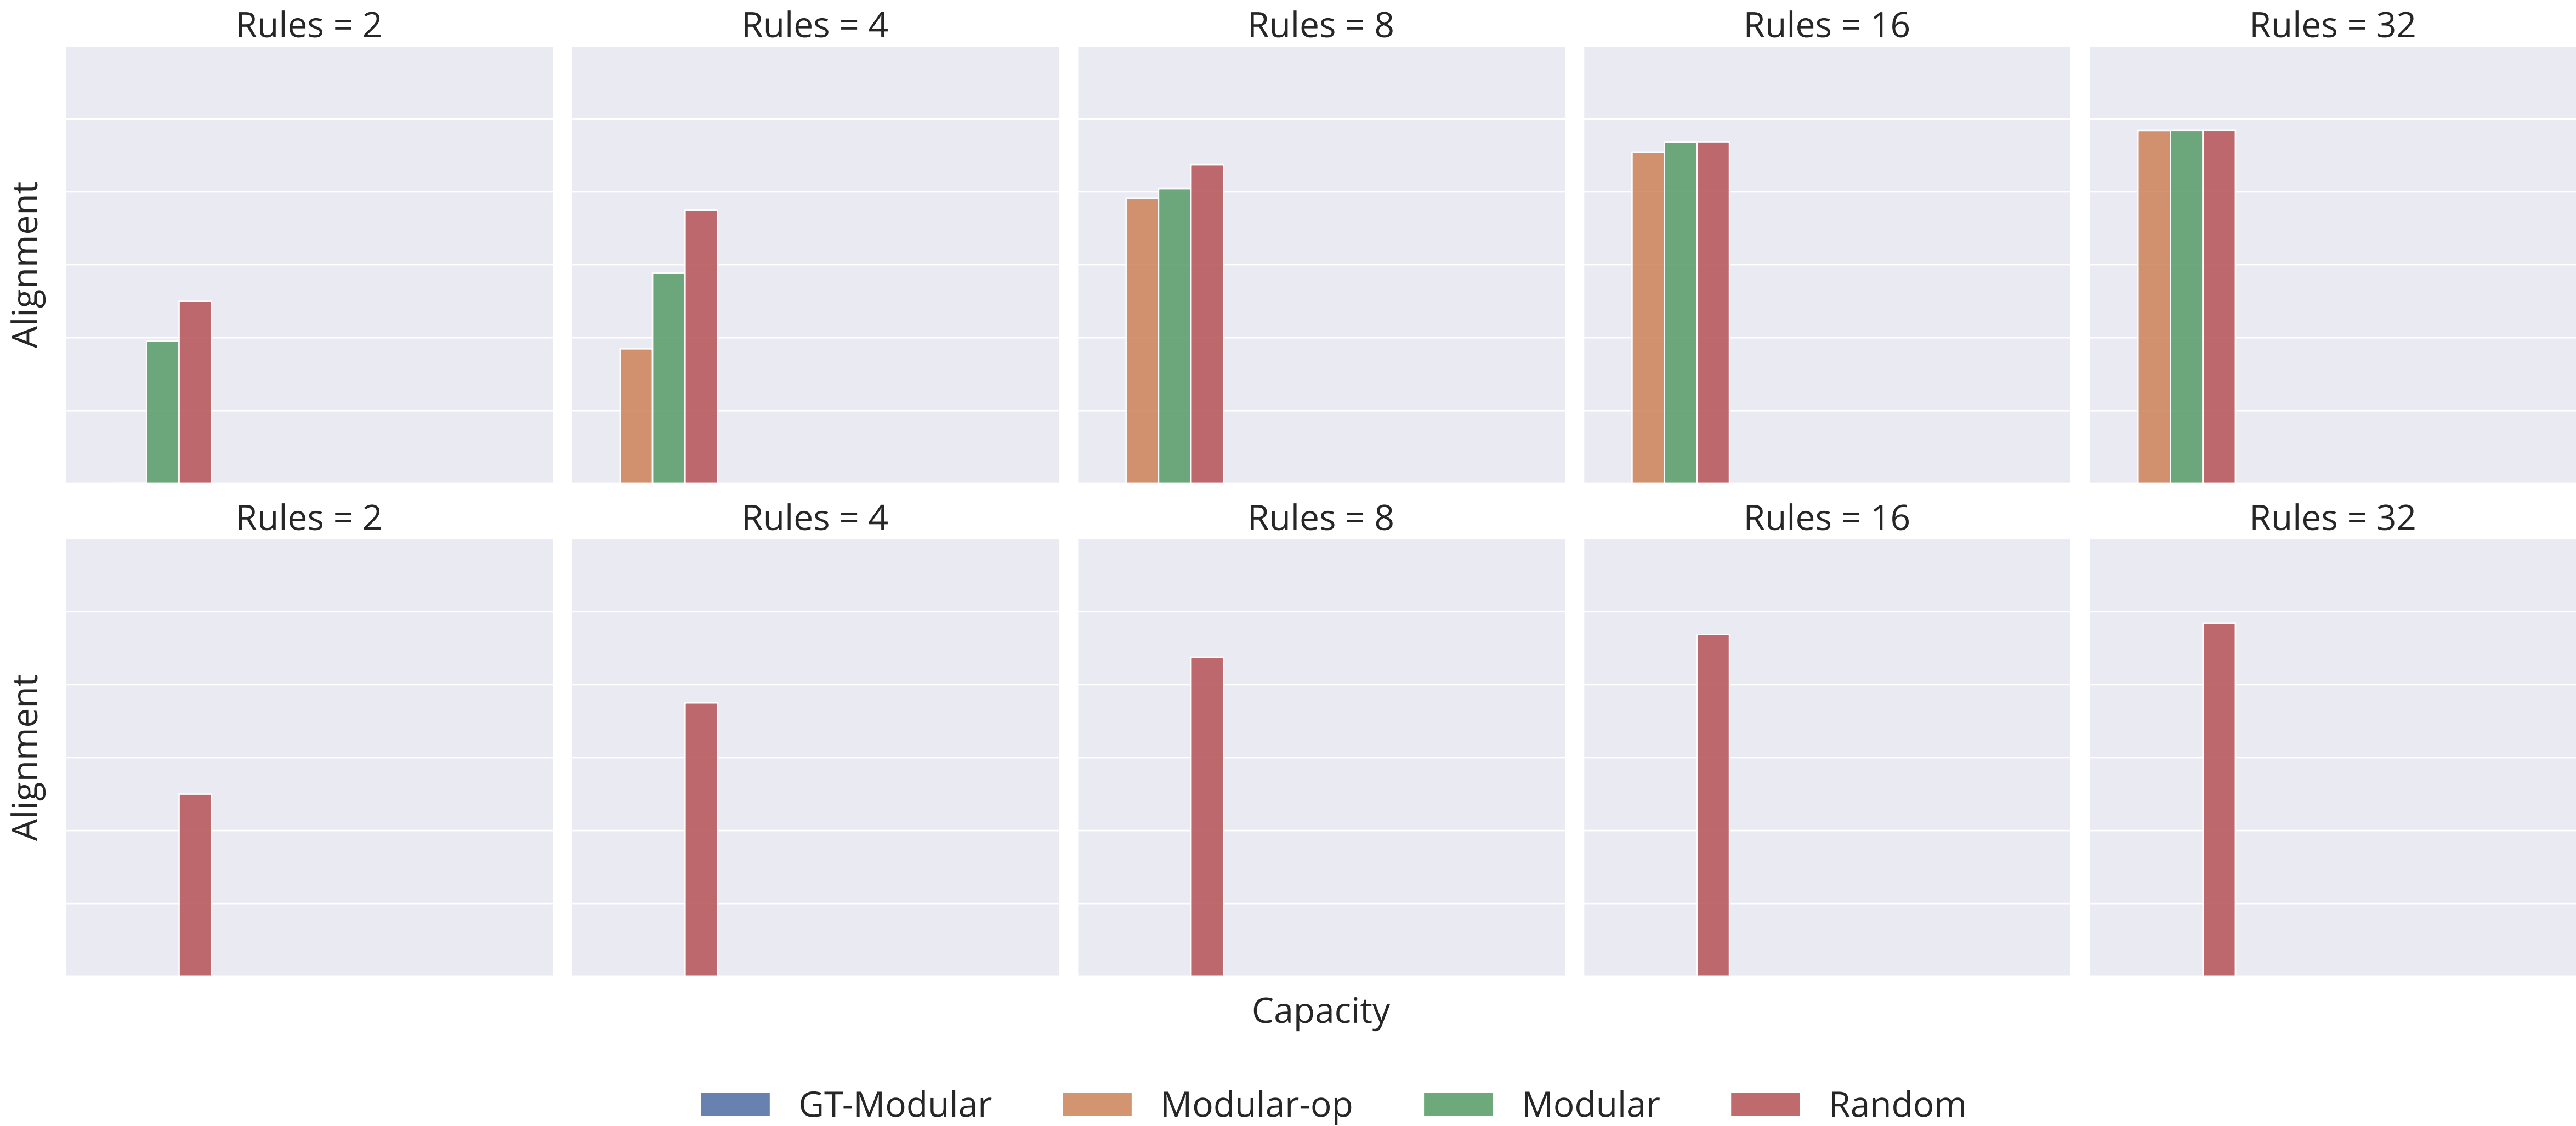 Rules = 2 Rules = 4 Rules = 8 Rules = 16 Rules = 32
Alignment
Rules = 2 Rules = 4 Rules = 8 Rules = 16 Rules = 32
Alignment
Capacity
GT-Modular Modular-op Modular Random